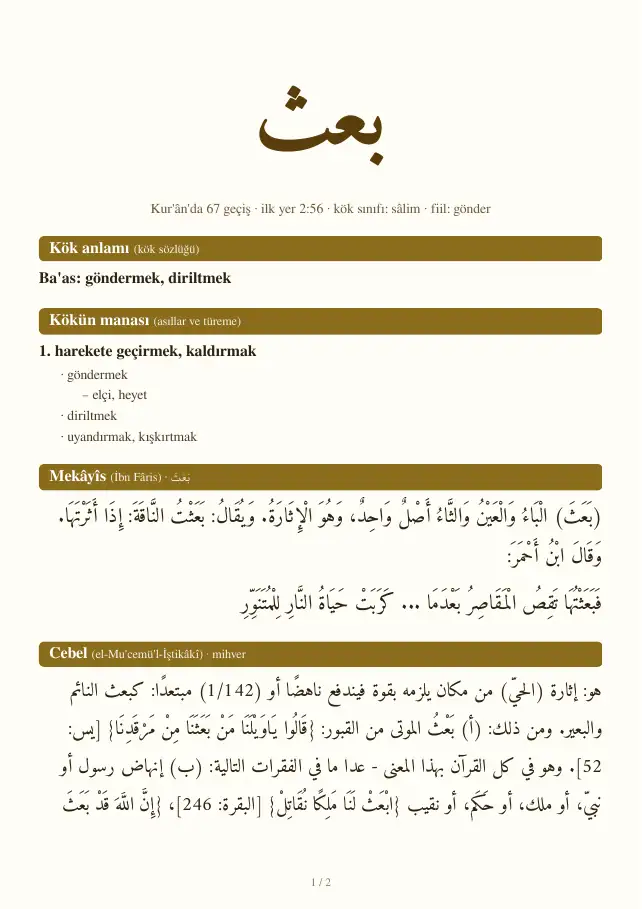 بعث
Kur'ân'da 67 geçiş · ilk yer 2:56 · kök sınıfı: sâlim · fiil: gönder
Kök anlamı (kök sözlüğü)
Ba'as: göndermek, diriltmek
Kökün manası (asıllar ve türeme)
1. harekete geçirmek, kaldırmak
· göndermek
– elçi, heyet
· diriltmek
· uyandırmak, kışkırtmak
Mekâyîs (İbn Fâris) · بَعَثَ
(بَعَثَ) الْبَاءُ وَالْعَيْنُ وَالثَّاءُ أَصْلٌ وَاحِدٌ، وَهُوَ الْإِثَارَةُ. وَيُقَالُ: بَعَثْتُ النَّاقَةَ: إِذَا أَثَرْتَهَا.
وَقَالَ ابْنُ أَحْمَرَ:
فَبَعَثْتُهَا تَقِصُ الْمَقَاصِرُ بَعْدَمَا ... كَرَبَتْ حَيَاةُ النَّارِ لِلْمُتَنَوِّرِ
Cebel (el-Mu'cemü'l-İştikâkî) · mihver
هو: إثارة (الحيّ) من مكان يلزمه بقوة فيندفع ناهضًا أو (1/142) مبتعدًا: كبعث النائم
والبعير. ومن ذلك: (أ) بَعْثُ الموتى من القبور: {قَالُوا يَاوَيْلَنَا مَنْ بَعَثَنَا مِنْ مَرْقَدِنَا} [يس:
52]. وهو في كل القرآن بهذا المعنى - عدا ما في الفقرات التالية: (ب) إنهاض رسول أو
نبيّ، أو ملك، أو حَكَم، أو نقيب {ابْعَثْ لَنَا مَلِكًا نُقَاتِلْ} [البقرة: 246]، {إِنَّ اللَّهَ قَدْ بَعَثَ
1 / 2